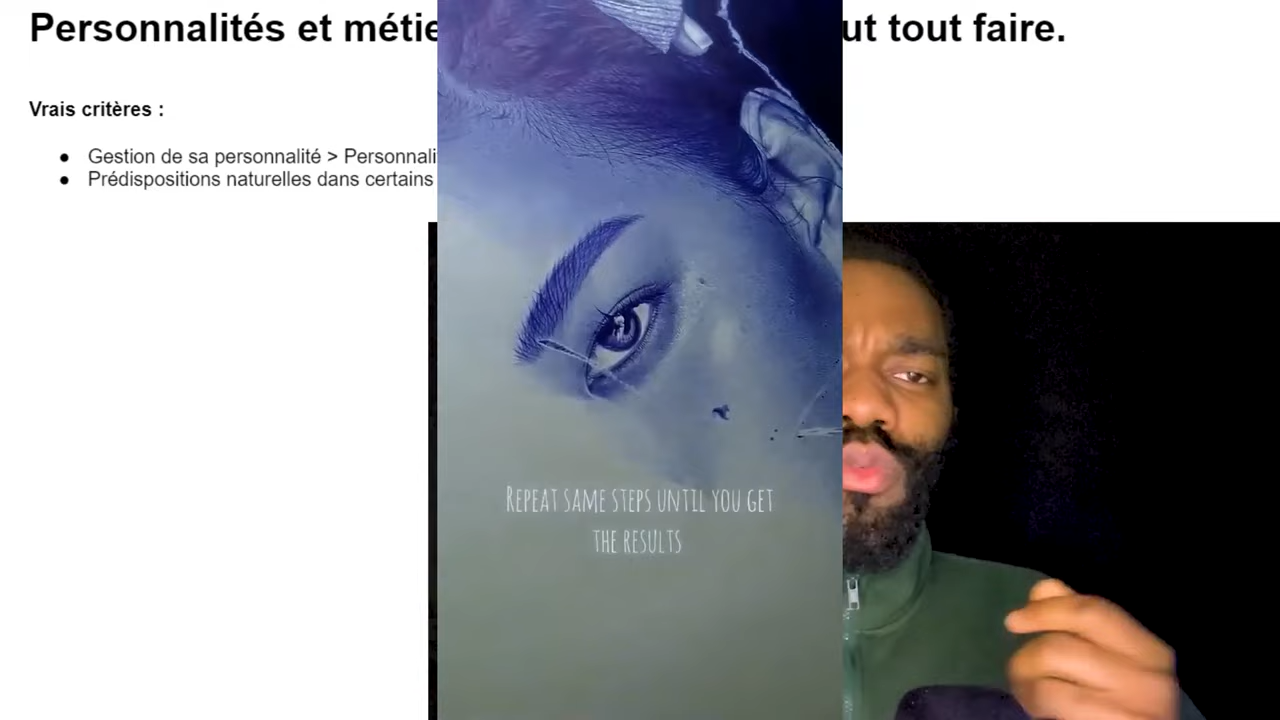 Personnalités et métie ut tout faire.
Vrais critères :
● Gestion de sa personnalité > Personnali
● Prédispositions naturelles dans certains
REPEAT SAME STEPS UNTIL YOU GET
THE RESULTS